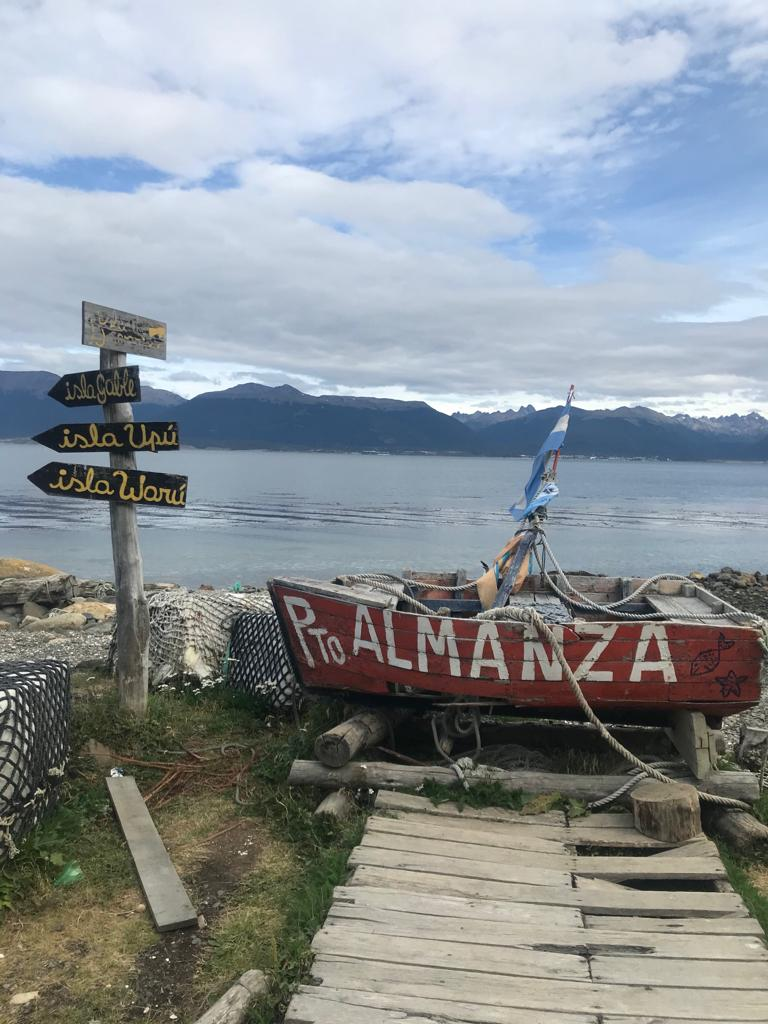 isla Gable
isla Upú
isla Warú
PTO. ALMANZA